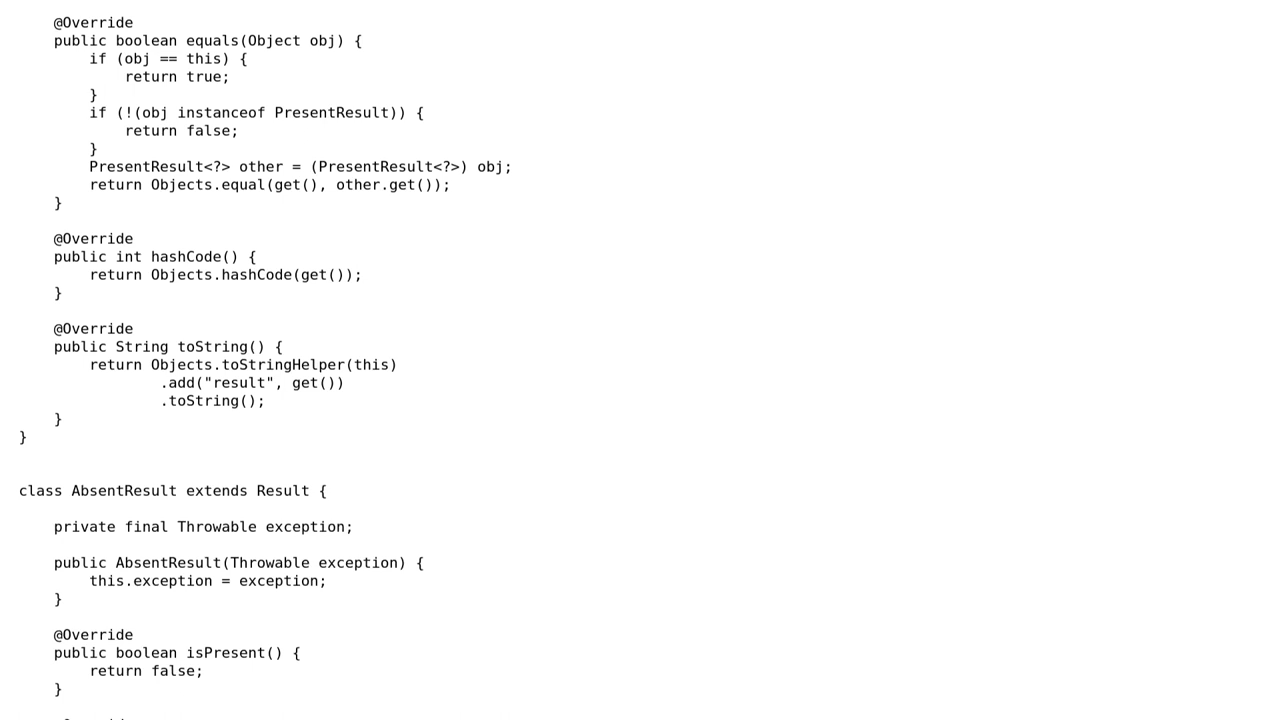 @Override
public boolean equals(Object obj) {
if (obj == this) {
return true;
}
if (!(obj instanceof PresentResult)) {
return false;
}
PresentResult<?> other = (PresentResult<?>) obj;
return Objects.equal(get(), other.get());
}
@Override
public int hashCode() {
return Objects.hashCode(get());
}
@Override
public String toString() {
return Objects.toStringHelper(this)
.add("result", get())
.toString();
}
}
class AbsentResult extends Result {
private final Throwable exception;
public AbsentResult(Throwable exception) {
this.exception = exception;
}
@Override
public boolean isPresent() {
return false;
}